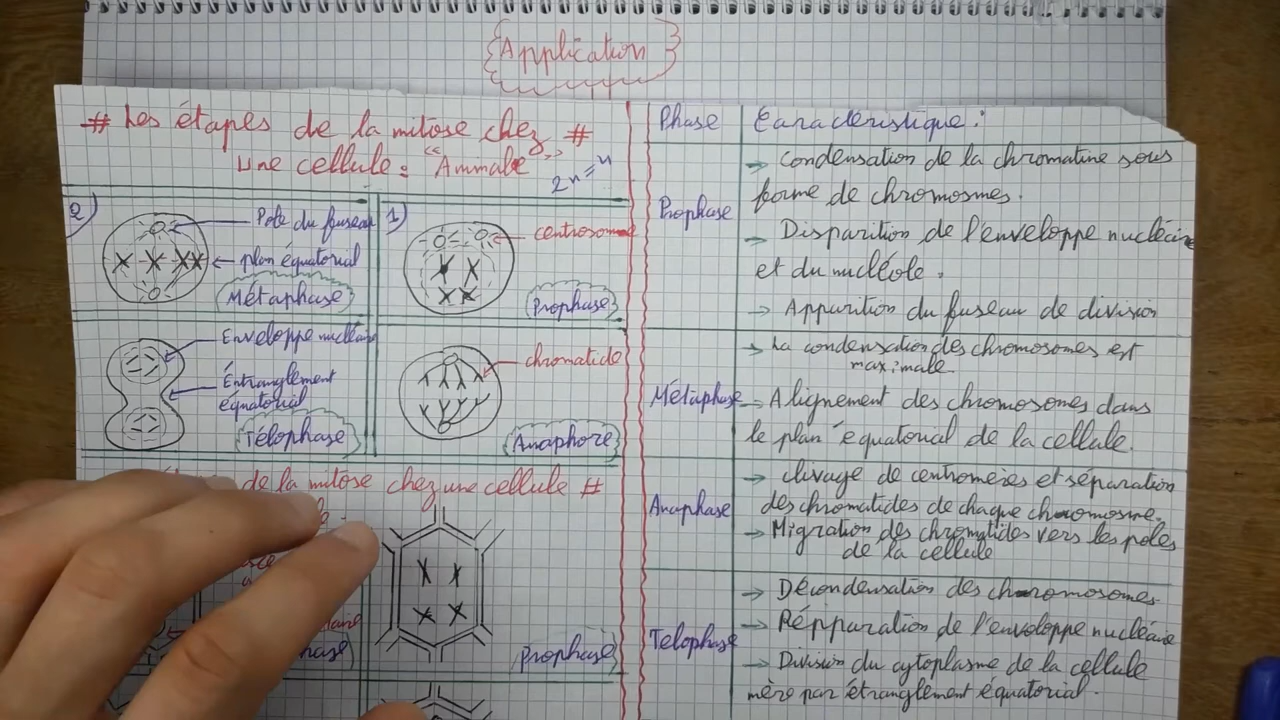 Application
# Les étapes de la mitose chez #
une cellule : "Animale"
2n=4
2)
Pole du fuseau
plan équatorial
Métaphase
1)
centrosome
Prophase
Enveloppe nucléaire
Étranglement
équatorial
Télophase
chromatide
Anaphore
de la mitose chez une cellule #
Prophase
Phase
Caractéristique :
Prophase
→ Condensation de la chromatine sous
forme de chromosmes.
→ Disparition de l'enveloppe nucléaire
et du nucléole.
→ Apparition du fuseau de division
Métaphase
→ La condensation des chromosomes est
maximale
→ Alignement des chromosomes dans
le plan équatorial de la cellule.
Anaphase
→ clivage de centromères et séparation
des chromatides de chaque chromosme.
→ Migration des chromatides vers les pôles
de la cellule
Télophase
→ Décondensation des chromosomes
→ Répparation de l'enveloppe nucléaire
→ Division du cytoplasme de la cellule
mère par étranglement équatorial.